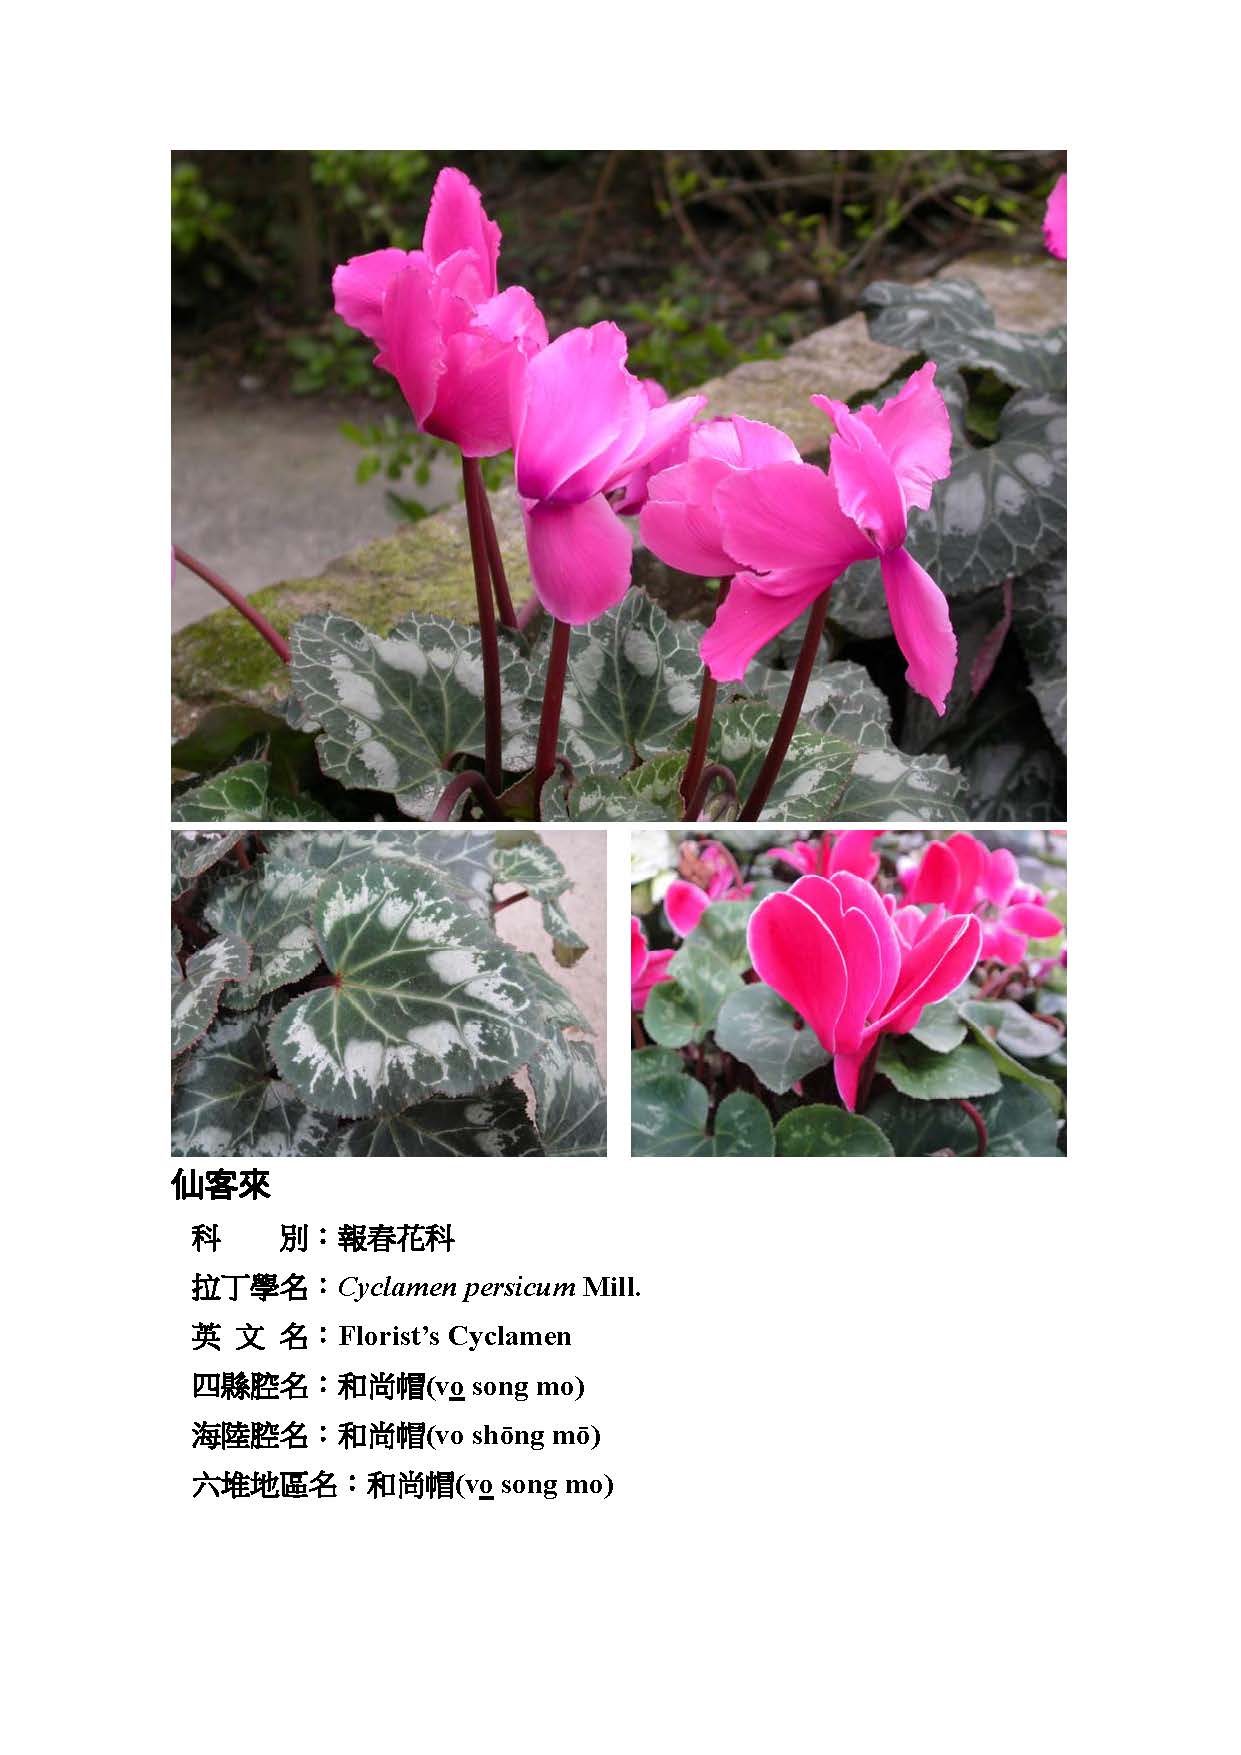 仙客來
科　　別：報春花科
拉丁學名：Cyclamen persicum Mill.
英 文 名：Florist’s Cyclamen
四縣腔名：和尚帽(vo song mo)
海陸腔名：和尚帽(vo shōng mō)
六堆地區名：和尚帽(vo song mo)